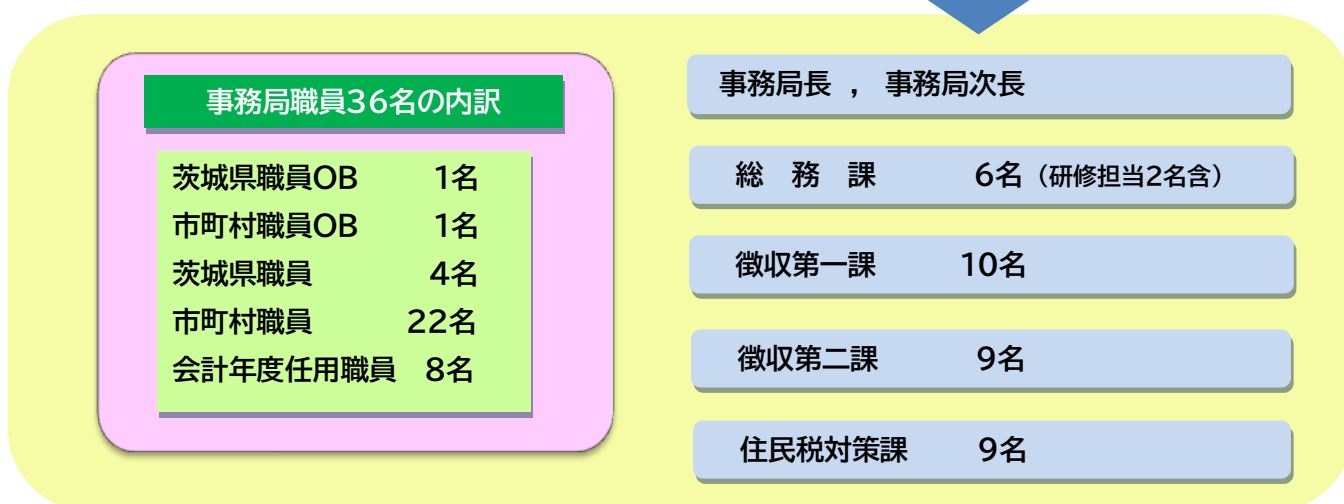 事務局職員36名の内訳
茨城県職員OB 1名
市町村職員OB 1名
茨城県職員 4名
市町村職員 22名
会計年度任用職員 8名
事務局長 , 事務局次長
総 務 課 6名（研修担当2名含）
徴収第一課 10名
徴収第二課 9名
住民税対策課 9名